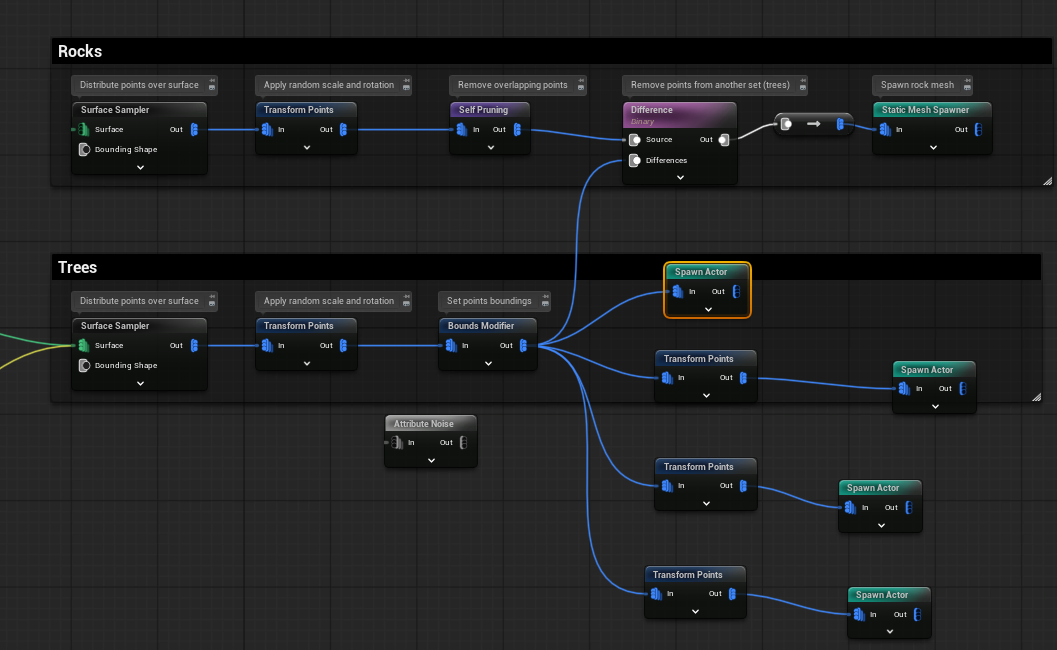 Rocks
Distribute points over surface
Apply random scale and rotation
Remove overlapping points
Remove points from another set (trees)
Spawn rock mesh
Surface Sampler
Surface Out
Bounding Shape
Transform Points
In Out
Self Pruning
In Out
Difference
Binary
Source Out
Differences
Static Mesh Spawner
In Out
Trees
Distribute points over surface
Apply random scale and rotation
Set points boundings
Surface Sampler
Surface Out
Bounding Shape
Transform Points
In Out
Bounds Modifier
In Out
Spawn Actor
In Out
Transform Points
In Out
Spawn Actor
In Out
Attribute Noise
In Out
Transform Points
In Out
Spawn Actor
In Out
Transform Points
In Out
Spawn Actor
In Out